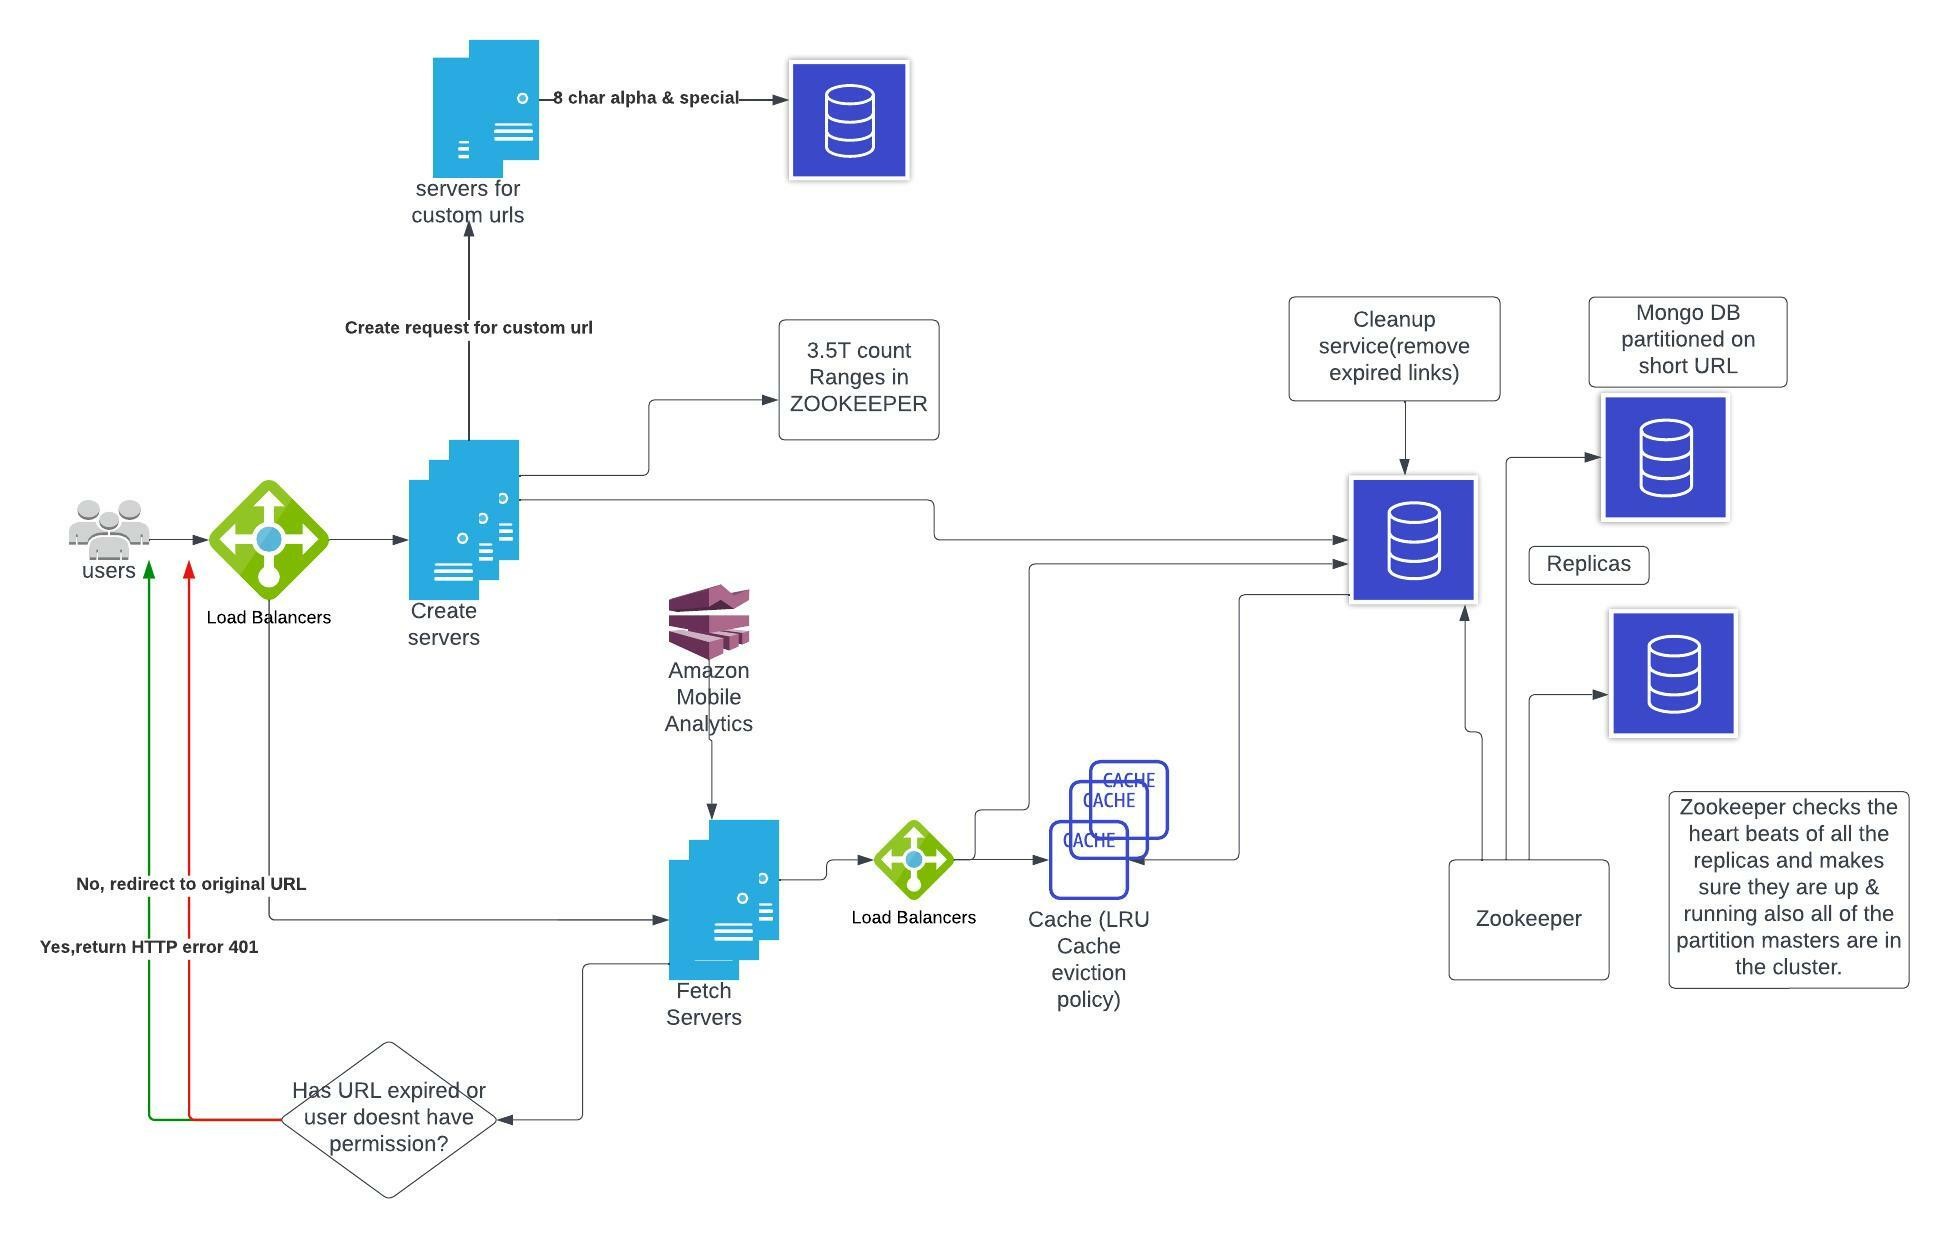 8 char alpha & special
servers for
custom urls
Create request for custom url
3.5T count
Ranges in
ZOOKEEPER
Cleanup
service(remove
expired links)
Mongo DB
partitioned on
short URL
users
Load Balancers
Create
servers
Replicas
Amazon
Mobile
Analytics
CACHE
CACHE
CACHE
Zookeeper checks the
heart beats of all the
replicas and makes
sure they are up &
running also all of the
partition masters are in
the cluster.
No, redirect to original URL
Yes,return HTTP error 401
Load Balancers
Cache (LRU
Cache
eviction
policy)
Zookeeper
Fetch
Servers
Has URL expired or
user doesnt have
permission?